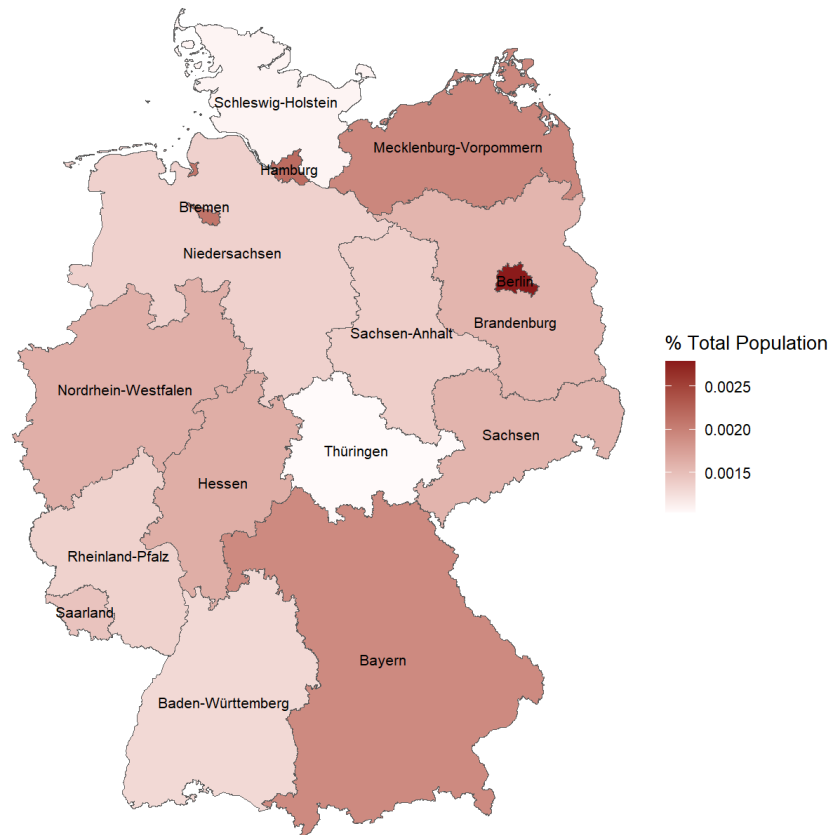 Schleswig-Holstein
Mecklenburg-Vorpommern
Hamburg
Bremen
Niedersachsen
Berlin
Brandenburg
Sachsen-Anhalt
% Total Population
0.0025
0.0020
0.0015
Nordrhein-Westfalen
Sachsen
Thüringen
Hessen
Rheinland-Pfalz
Saarland
Bayern
Baden-Württemberg